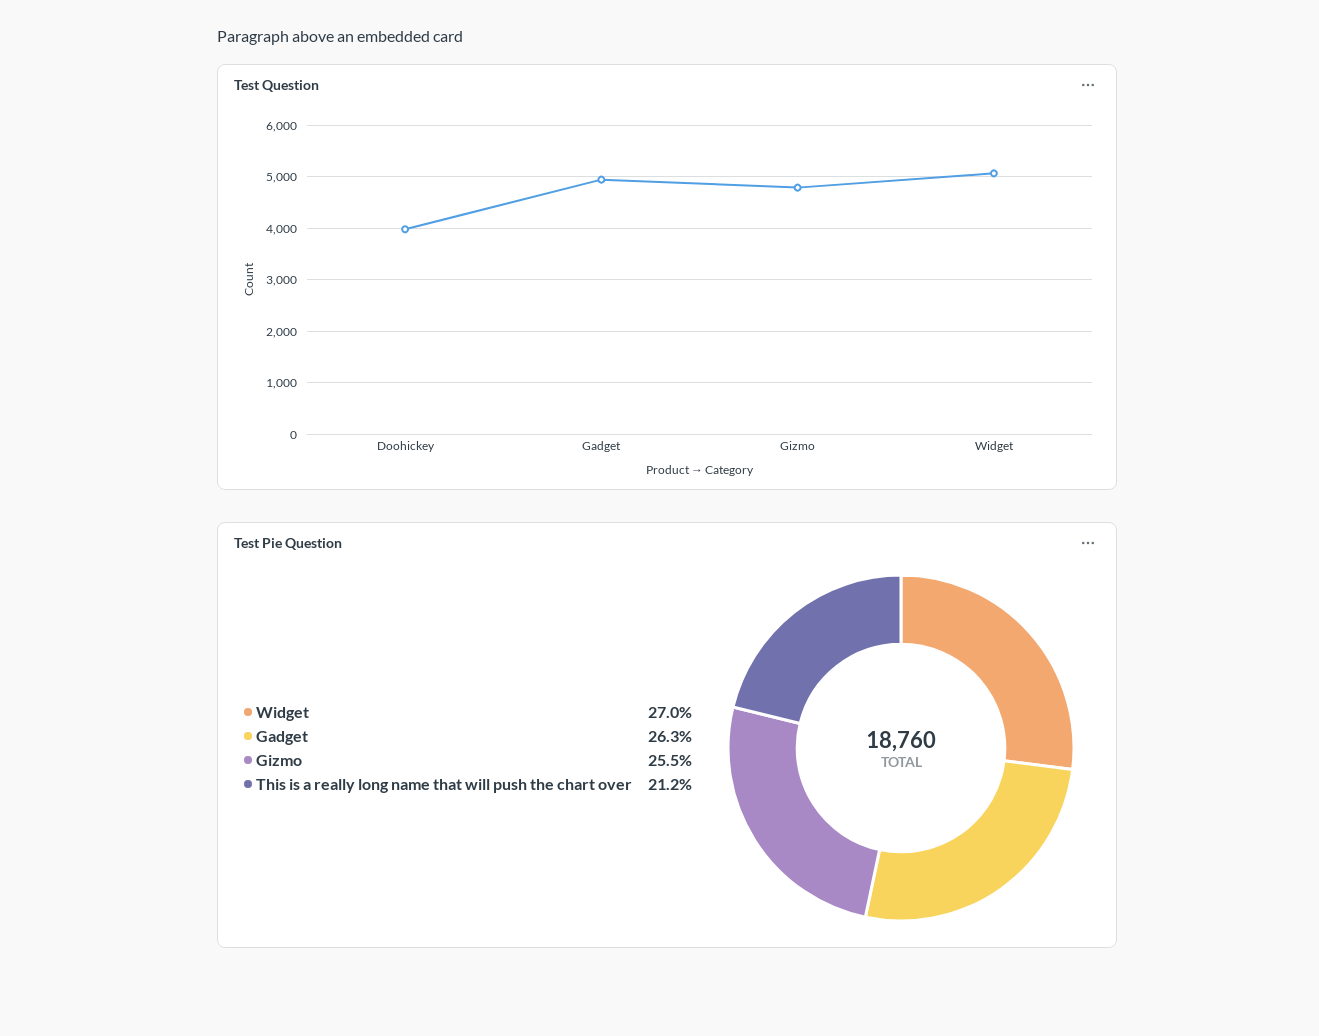 Paragraph above an embedded card
Test Question
6,000
5,000
4,000
3,000
2,000
1,000
0
Count
Doohickey Gadget Gizmo Widget
Product → Category
Test Pie Question
Widget 27.0%
Gadget 26.3%
Gizmo 25.5%
This is a really long name that will push the chart over 21.2%
18,760
TOTAL